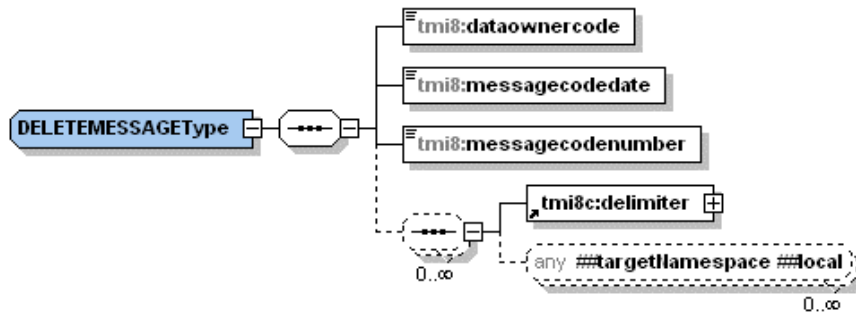 tmi8:dataownercode
tmi8:messagecodedate
DELETEMESSAGEType
tmi8:messagecodenumber
tmi8c:delimiter
any ##targetNamespace ##local
0..∞
0..∞